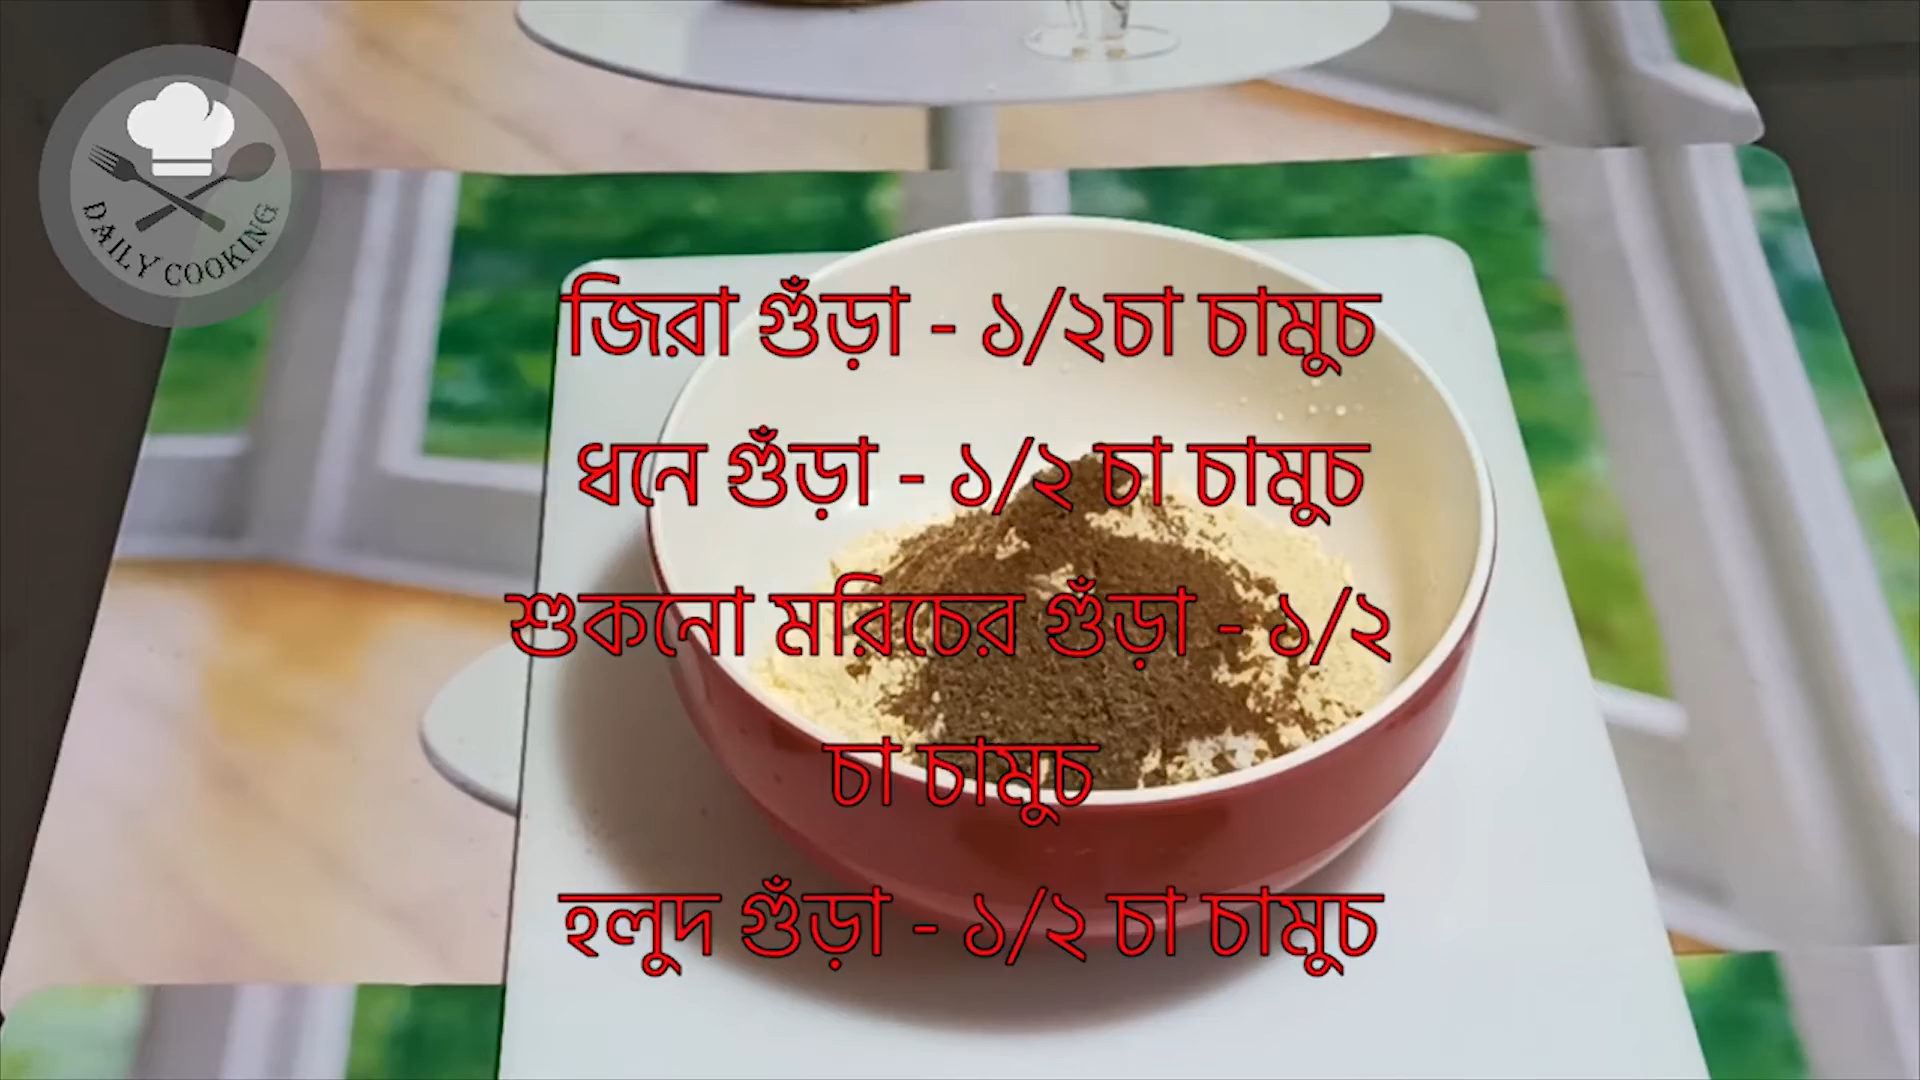 DAILY COOKING
জিরা গুঁড়া - ১/২চা চামুচ
ধনে গুঁড়া - ১/২ চা চামুচ
শুকনো মরিচের গুঁড়া - ১/২
চা চামুচ
হলুদ গুঁড়া - ১/২ চা চামুচ